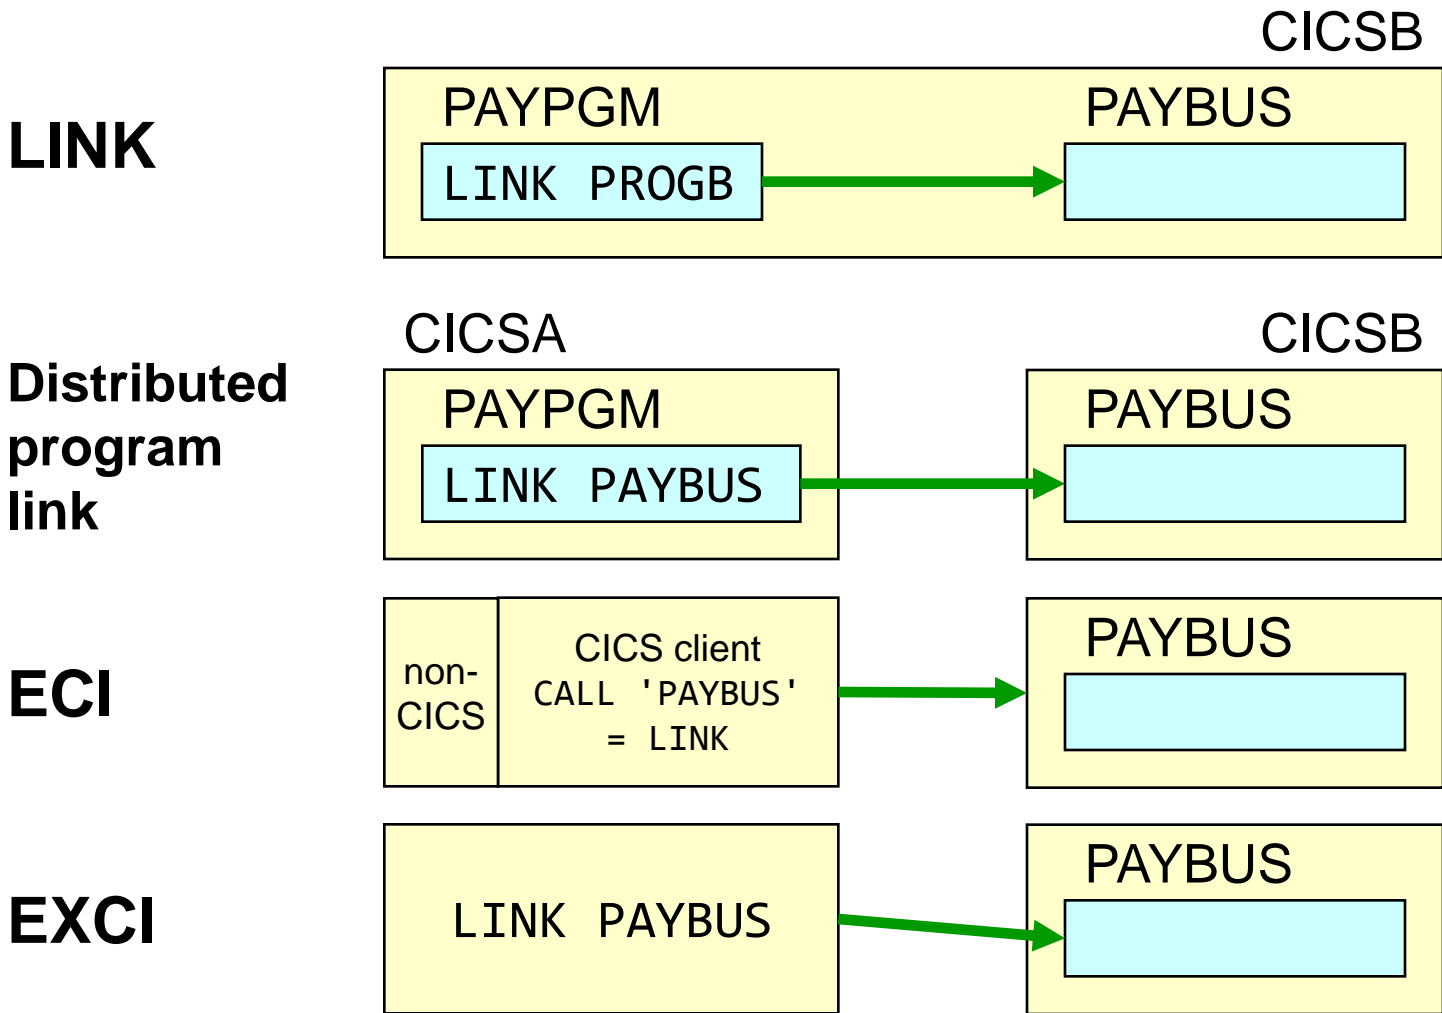 CICSB
LINK
PAYPGM
PAYBUS
LINK PROGB
CICSA
CICSB
Distributed
program
link
PAYPGM
PAYBUS
LINK PAYBUS
ECI
non-
CICS
CICS client
CALL 'PAYBUS'
= LINK
PAYBUS
EXCI
LINK PAYBUS
PAYBUS